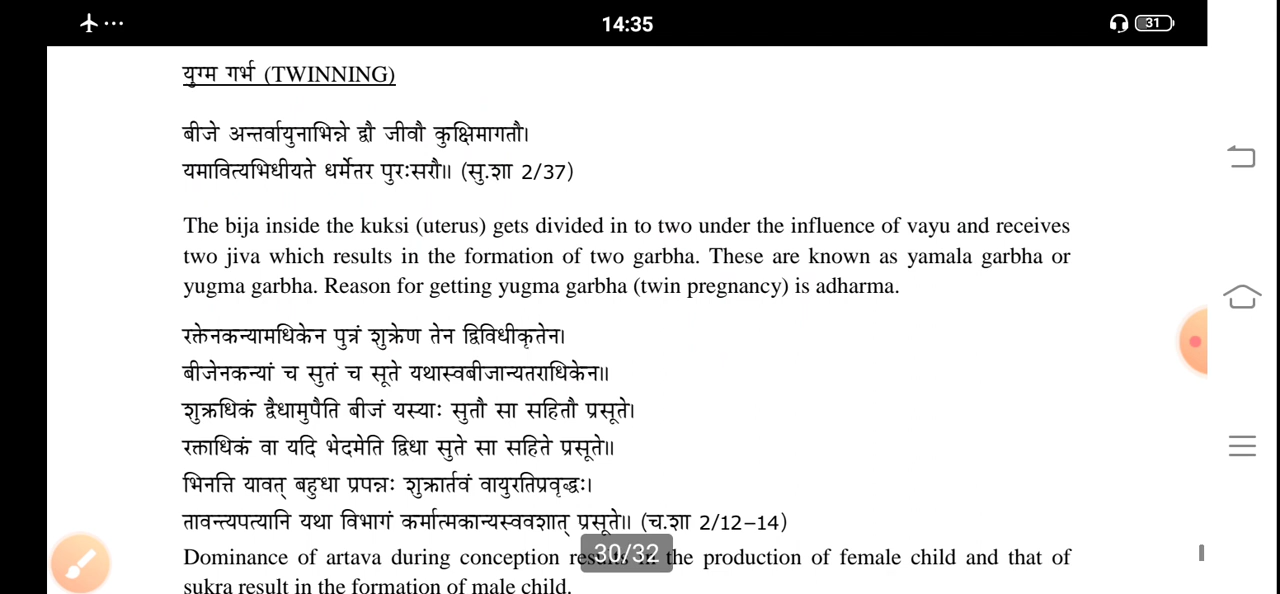 14:35
31
युग्म गर्भ (TWINNING)
बीजे अन्तर्वायुनाभिन्ने द्वौ जीवौ कुक्षिमागतौ।
यमावित्यभिधीयते धर्मेतर पुरःसरौ॥ (सु.शा 2/37)
The bija inside the kuksi (uterus) gets divided in to two under the influence of vayu and receives
two jiva which results in the formation of two garbha. These are known as yamala garbha or
yugma garbha. Reason for getting yugma garbha (twin pregnancy) is adharma.
रक्तेनकन्यामधिकेन पुत्रं शुक्रेण तेन द्विविधीकृतेन।
बीजेनकन्यां च सुतं च सूते यथास्वबीजान्यतराधिकेन॥
शुक्रधिकं द्वैधामुपैति बीजं यस्याः सुतौ सा सहितौ प्रसूते।
रक्ताधिकं वा यदि भेदमेति द्विधा सुते सा सहिते प्रसूते॥
भिनत्ति यावत् बहुधा प्रपन्नः शुक्रार्तवं वायुरतिप्रवृद्धः।
तावन्त्यपत्यानि यथा विभागं कर्मात्मकान्यस्ववशात् प्रसूते॥ (च.शा 2/12–14)
30/32
Dominance of artava during conception results in the production of female child and that of
sukra result in the formation of male child.